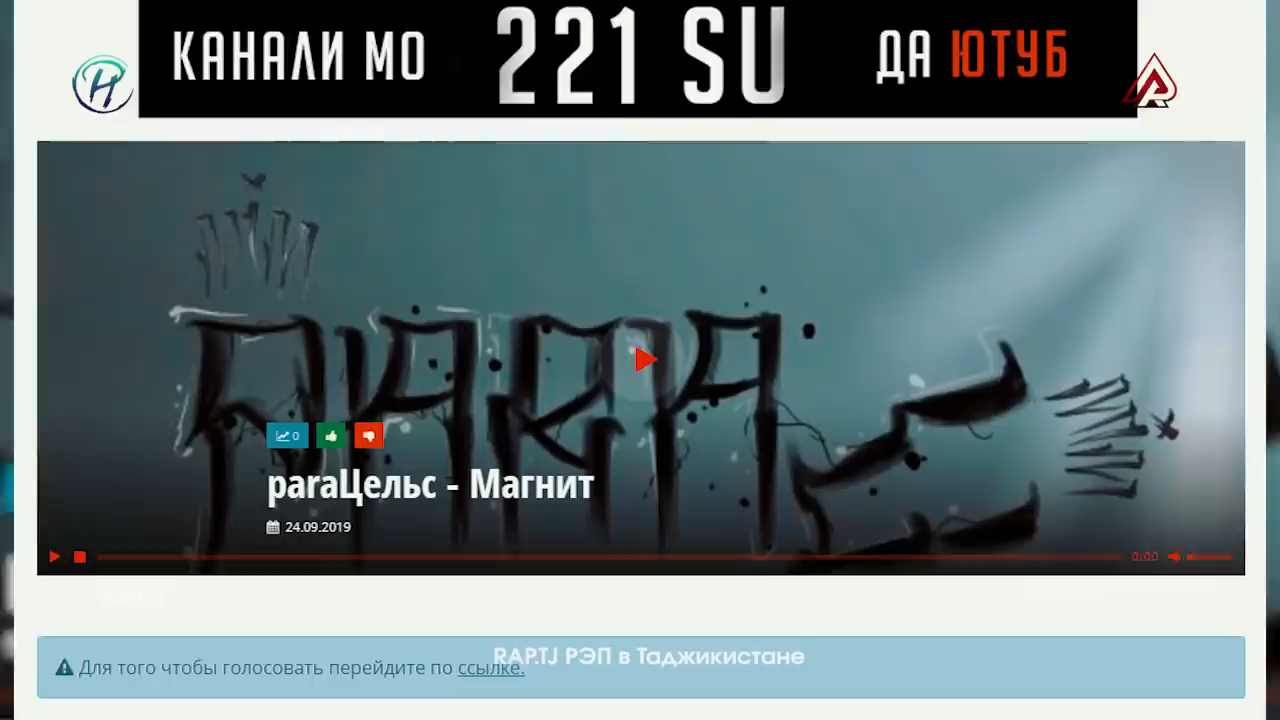 КАНАЛИ МО 221 SU ДА ЮТУБ
0
paraЦельс - Магнит
24.09.2019
0:00
Для того чтобы голосовать перейдите по ссылке.
RAP.TJ РЭП в Таджикистане